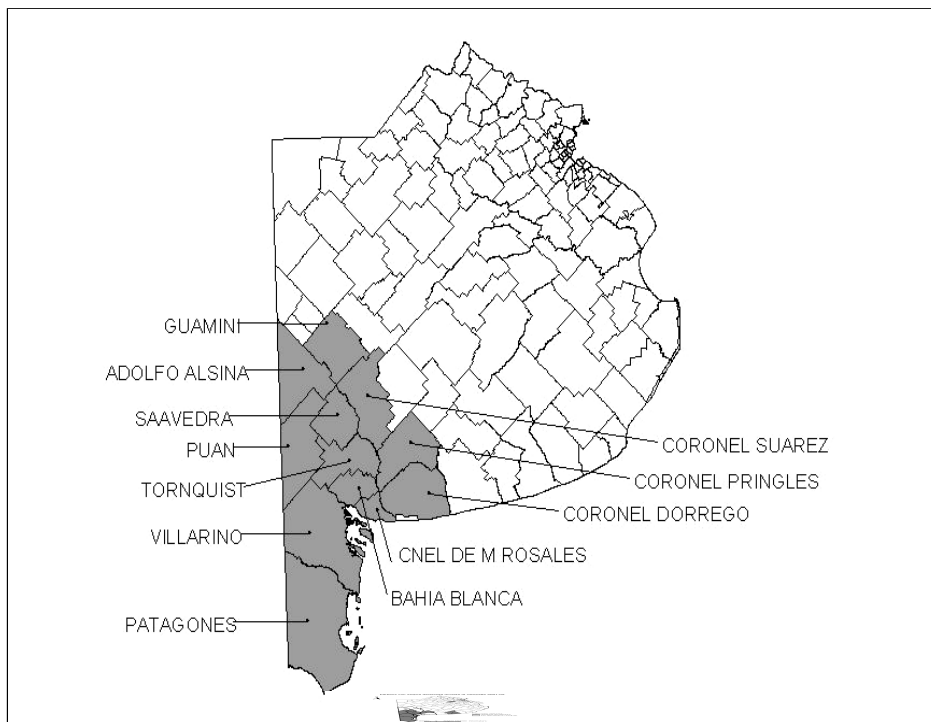 GUAMINI
ADOLFO ALSINA
SAAVEDRA
PUAN
TORNQUIST
VILLARINO
PATAGONES
CORONEL SUAREZ
CORONEL PRINGLES
CORONEL DORREGO
CNEL DE M ROSALES
BAHIA BLANCA